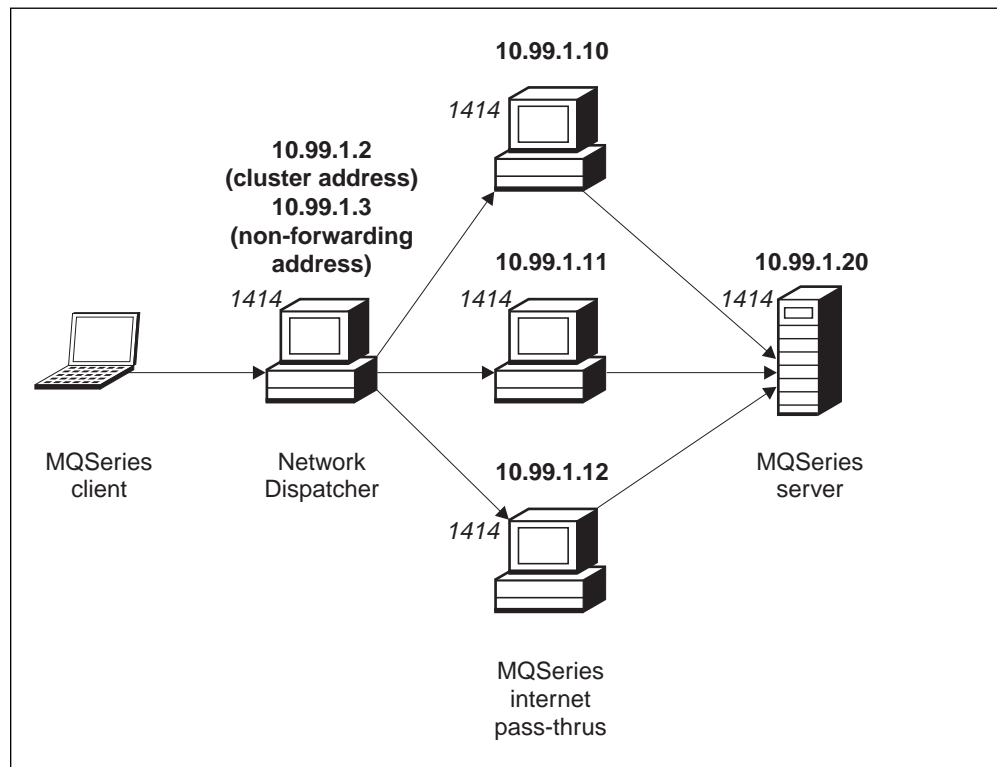 10.99.1.10
1414
10.99.1.2
(cluster address)
10.99.1.3
(non-forwarding
address)
1414
10.99.1.11
1414
10.99.1.20
1414
MQSeries
client
Network
Dispatcher
10.99.1.12
1414
MQSeries
server
MQSeries
internet
pass-thrus